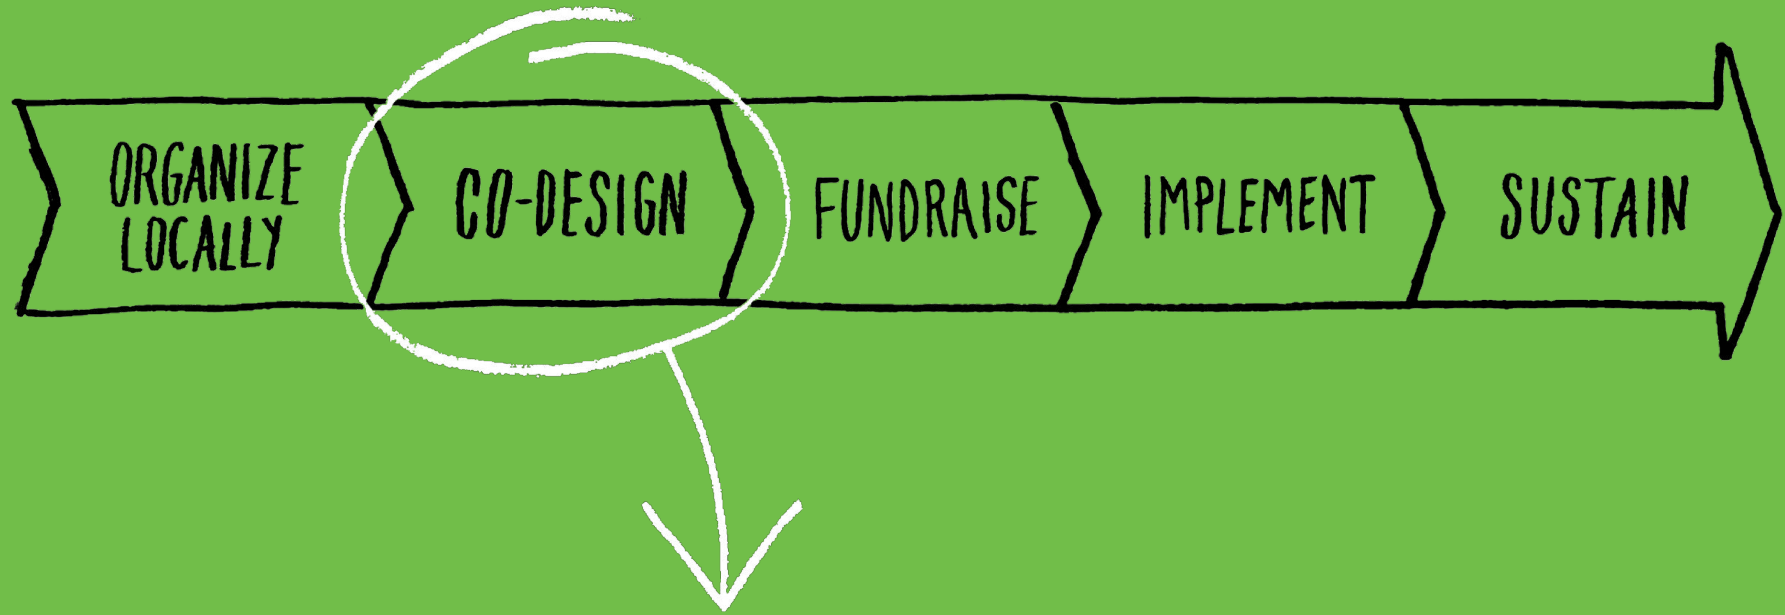 ORGANIZE
LOCALLY
CO-DESIGN
FUNDRAISE
IMPLEMENT
SUSTAIN